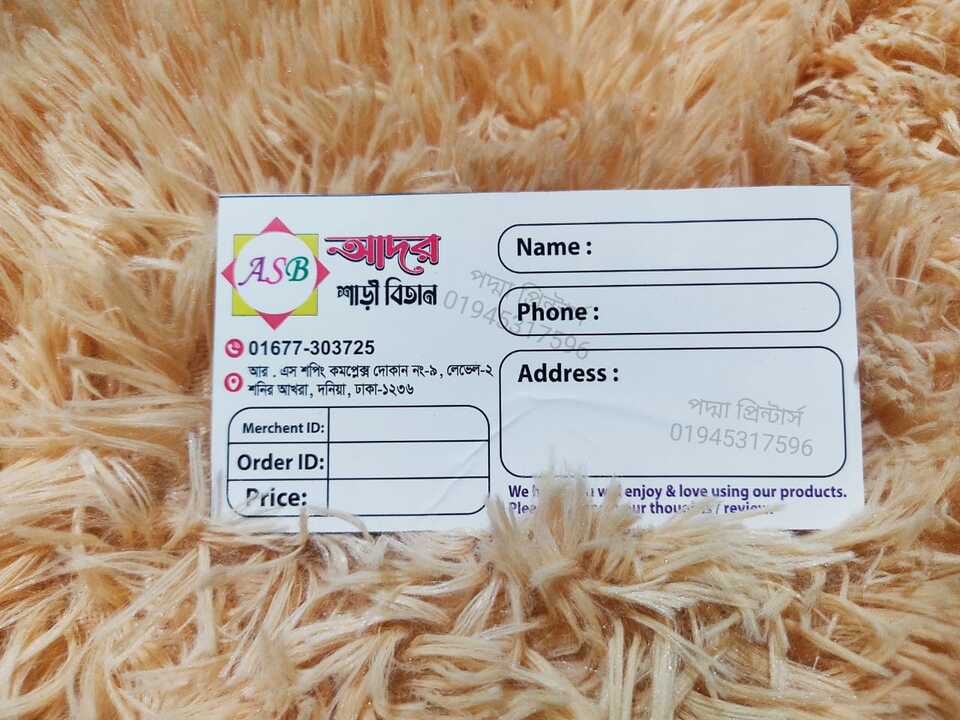 ASB
আদর
শাড়ী বিতান
01677-303725
আর . এস শপিং কমপ্লেক্স দোকান নং-৯, লেভেল-২
শনির আখরা, দনিয়া, ঢাকা-১২৩৬
Merchent ID:
Order ID:
Price:
Name :
Phone :
Address :
পদ্মা প্রিন্টার্স
01945317596
পদ্মা প্রিন্টার্স
01945317596
We enjoy & love using our products.